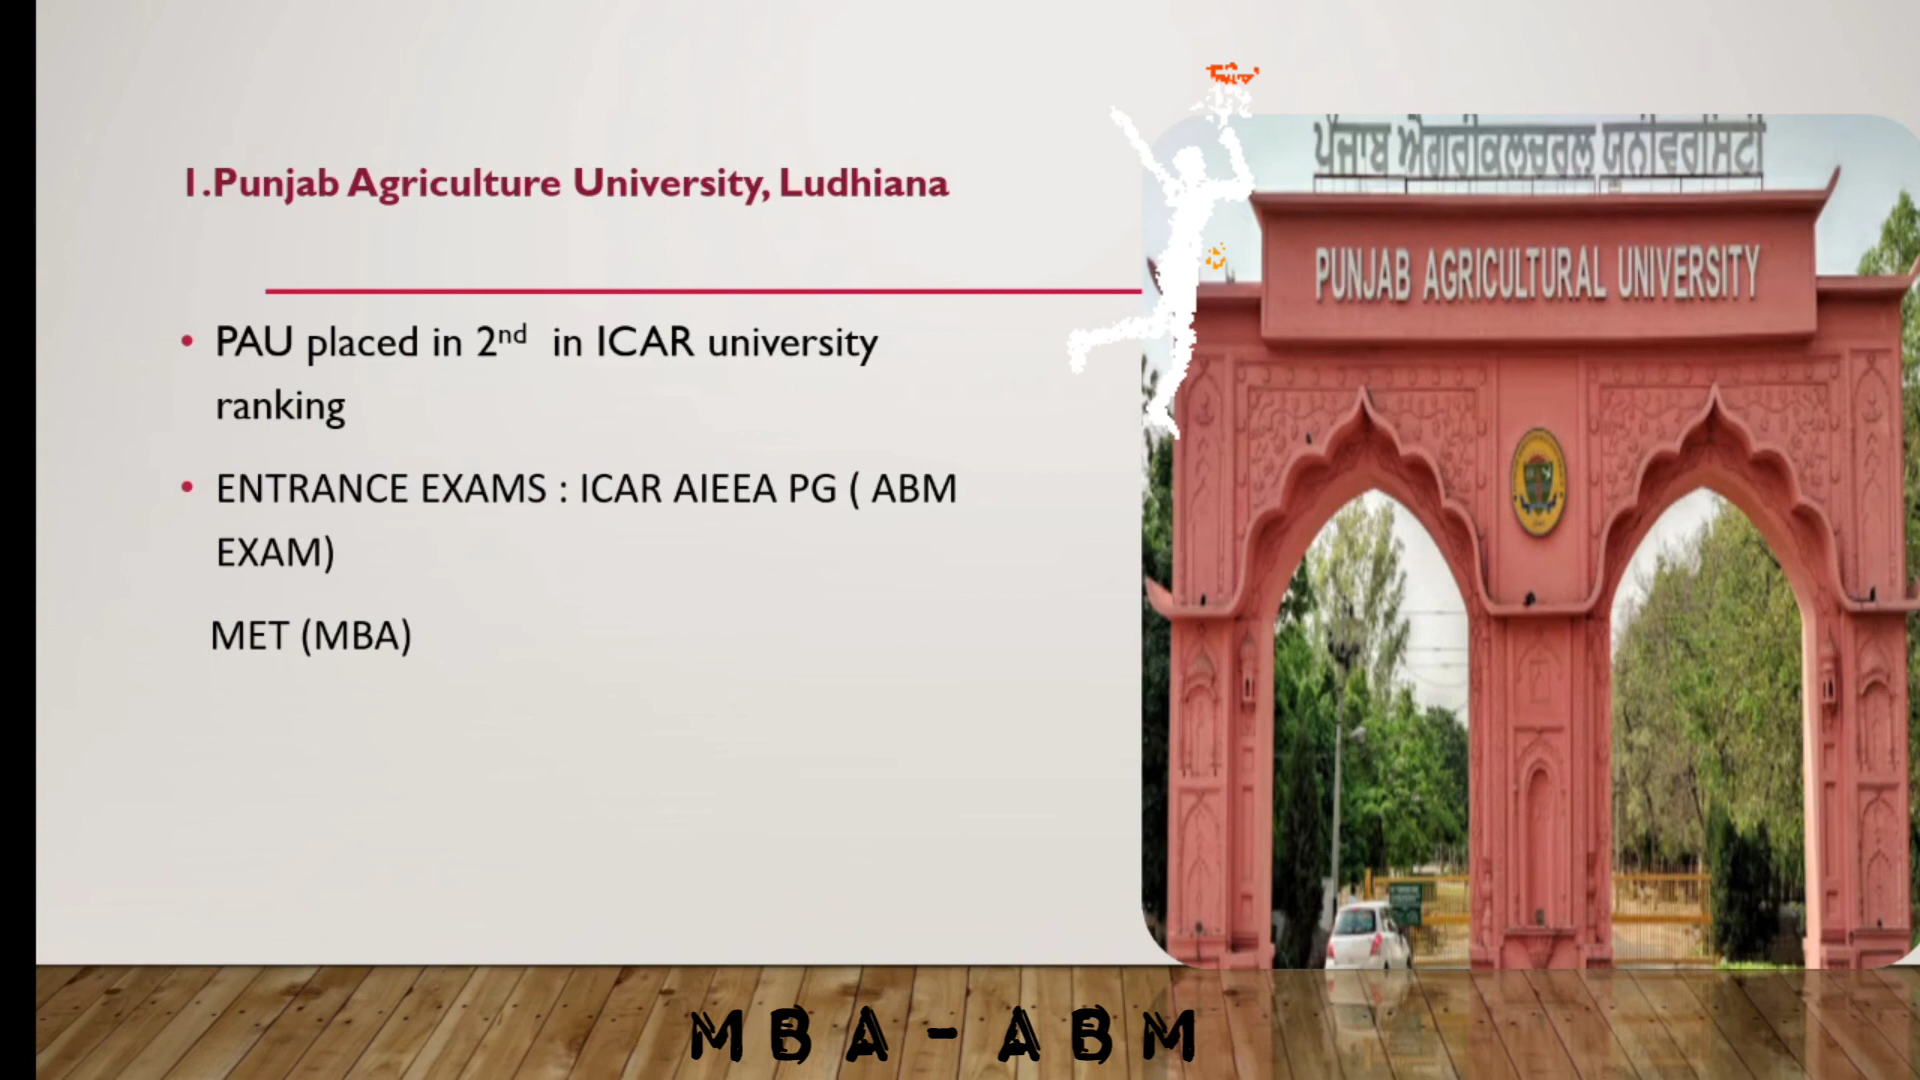 ਪੰਜਾਬ ਐਗਰੀਕਲਚਰਲ ਯੂਨੀਵਰਸਿਟੀ
1.Punjab Agriculture University, Ludhiana
PUNJAB AGRICULTURAL UNIVERSITY
• PAU placed in 2nd in ICAR university
ranking
• ENTRANCE EXAMS : ICAR AIEEA PG ( ABM
EXAM)
MET (MBA)
MBA-ABM